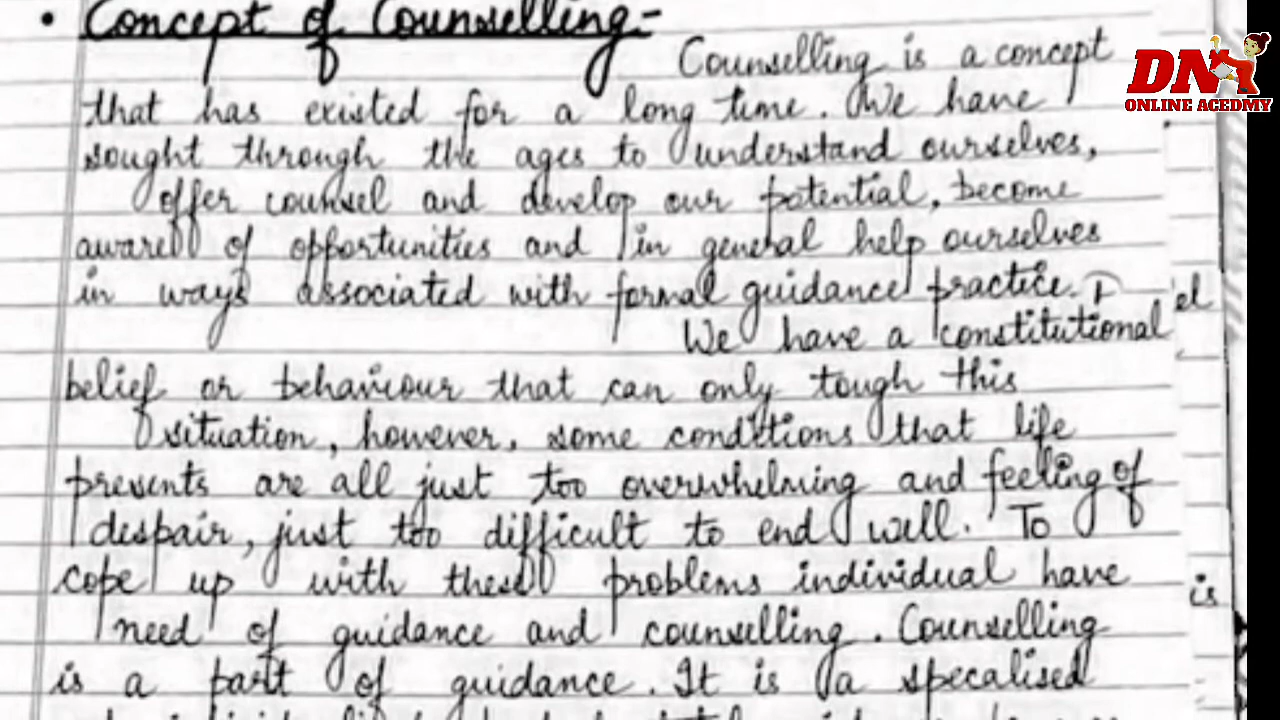 • Concept of Counselling:-
Counselling is a concept
that has existed for a long time. We have
sought through the ages to understand ourselves,
offer counsel and develop our potential, become
aware of opportunities and in general help ourselves
in ways associated with formal guidance practice.
el
We have a constitutional
belief or behaviour that can only tough this
situation, however, some conditions that life
presents are all just too overwhelming and feeling of
despair, just too difficult to end well. To
cope up with these problems individual have
is
need of guidance and counselling. Counselling
is a part of guidance. It is a specalised
DNA
ONLINE ACEDMY